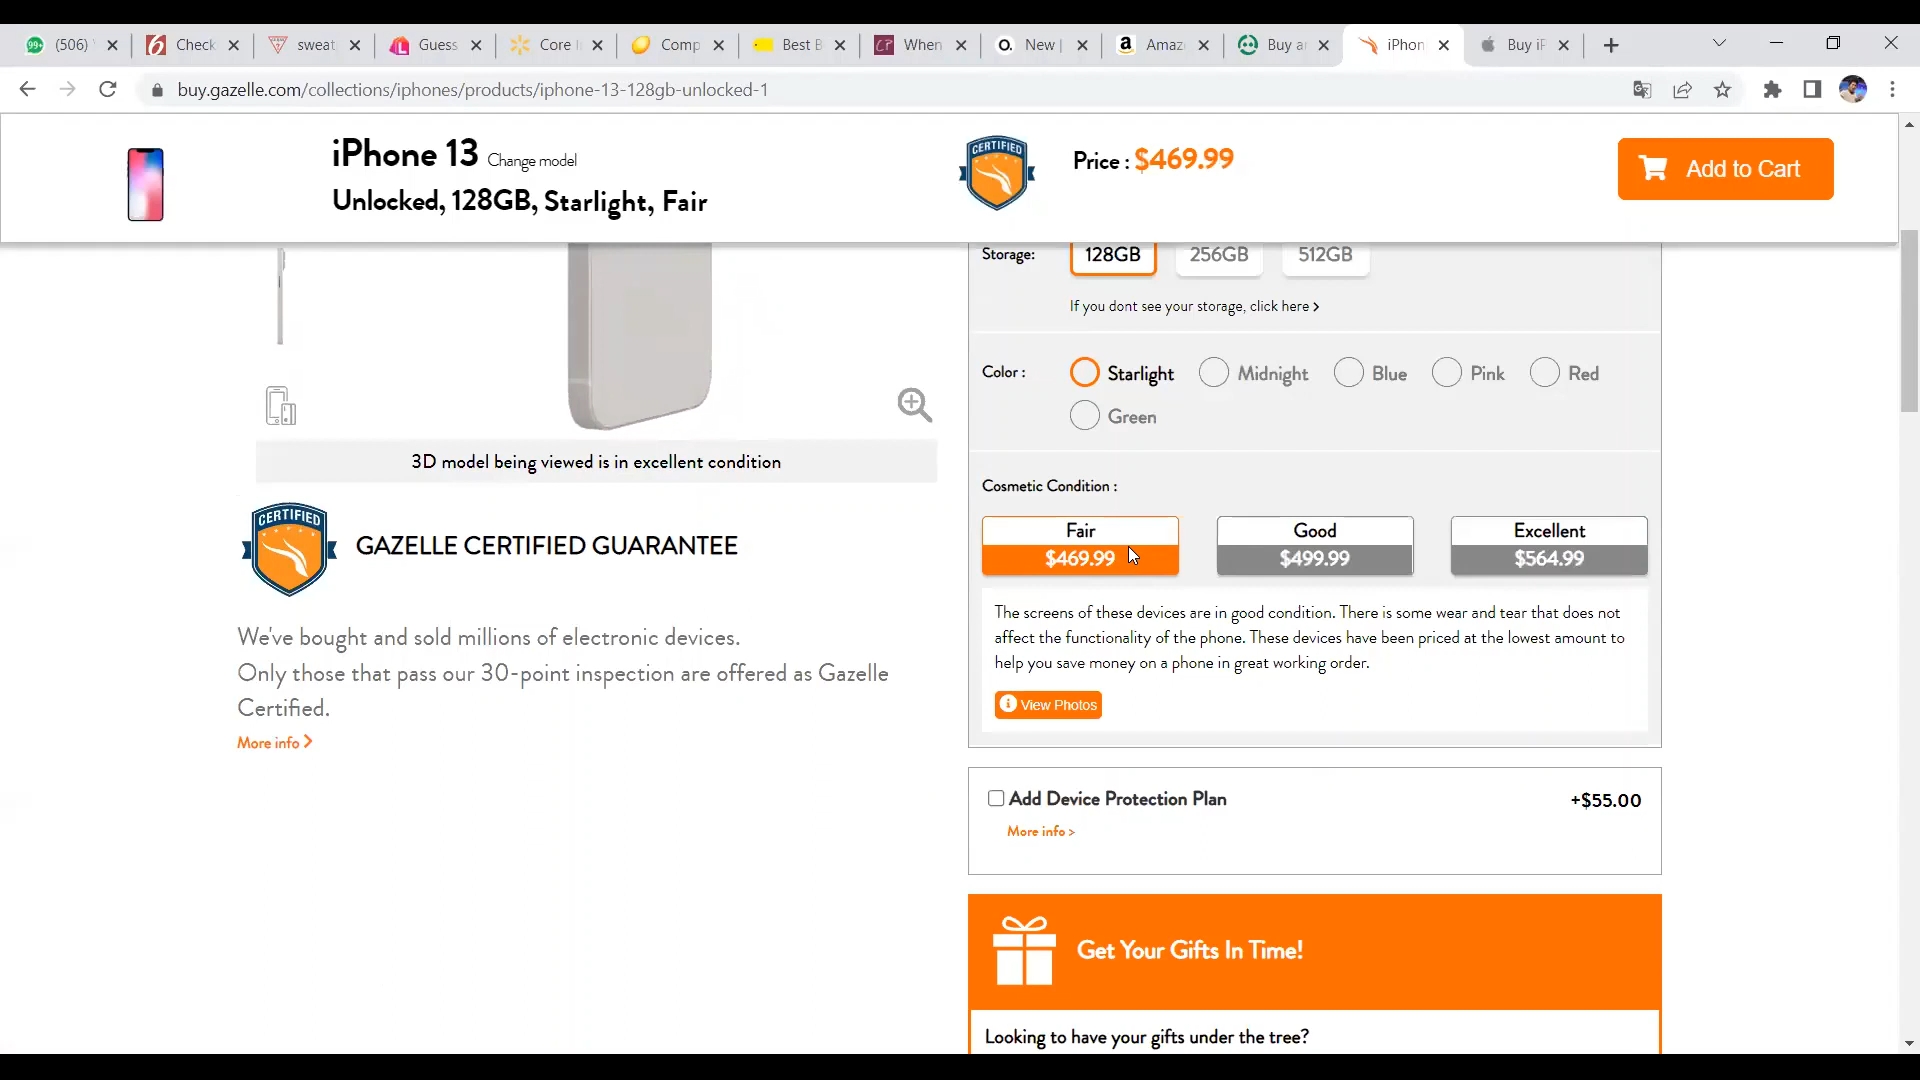 99+ (506)
Check
sweat
Guess
Core
Comp
Best B
CP When
O. New |
a Amaz
Buy a
iPhon
Buy iP
buy.gazelle.com/collections/iphones/products/iphone-13-128gb-unlocked-1
iPhone 13 Change model
Unlocked, 128GB, Starlight, Fair
CERTIFIED
Price : $469.99
Add to Cart
Storage: 128GB 256GB 512GB
If you dont see your storage, click here >
Color : Starlight Midnight Blue Pink Red
Green
3D model being viewed is in excellent condition
Cosmetic Condition :
Fair Good Excellent
$469.99 $499.99 $564.99
CERTIFIED
GAZELLE CERTIFIED GUARANTEE
The screens of these devices are in good condition. There is some wear and tear that does not
affect the functionality of the phone. These devices have been priced at the lowest amount to
help you save money on a phone in great working order.
View Photos
We've bought and sold millions of electronic devices.
Only those that pass our 30-point inspection are offered as Gazelle
Certified.
More info >
Add Device Protection Plan +$55.00
More info >
Get Your Gifts In Time!
Looking to have your gifts under the tree?